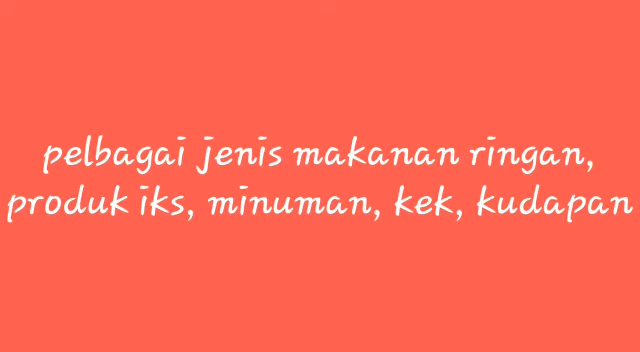 pelbagai jenis makanan ringan,
produk iks, minuman, kek, kudapan